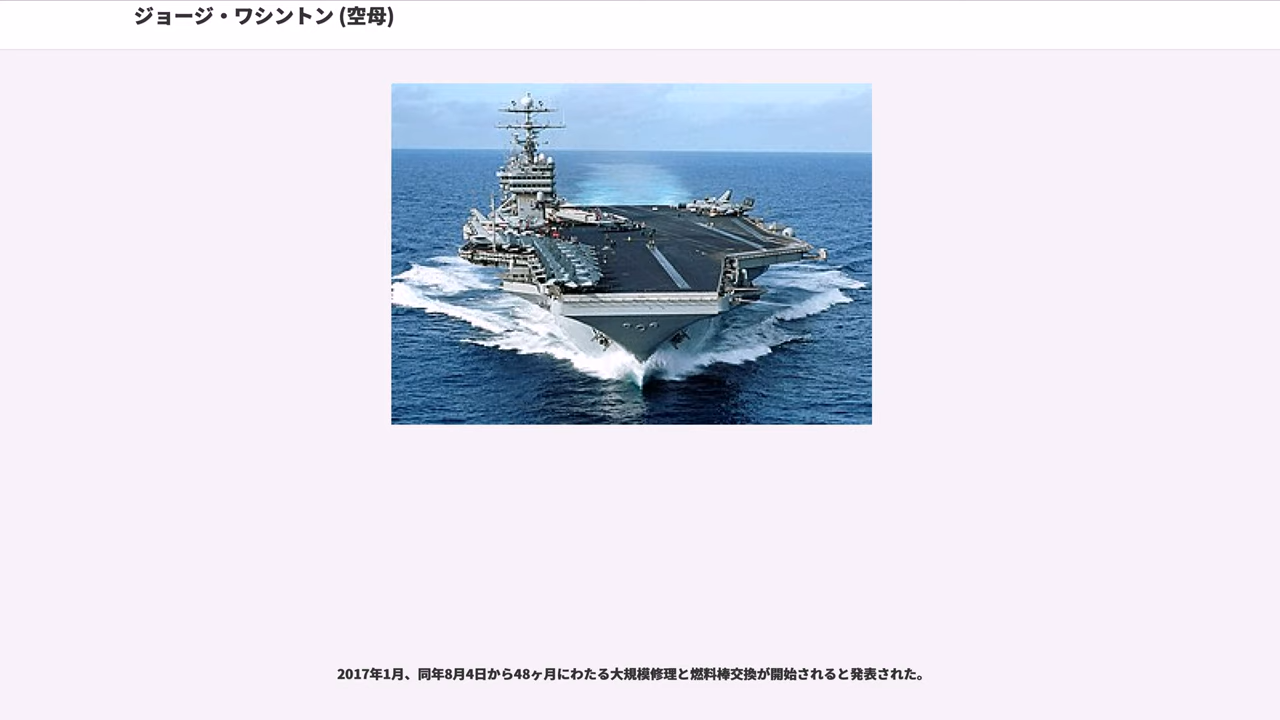 ジョージ・ワシントン (空母)
2017年1月、同年8月4日から48ヶ月にわたる大規模修理と燃料棒交換が開始されると発表された。